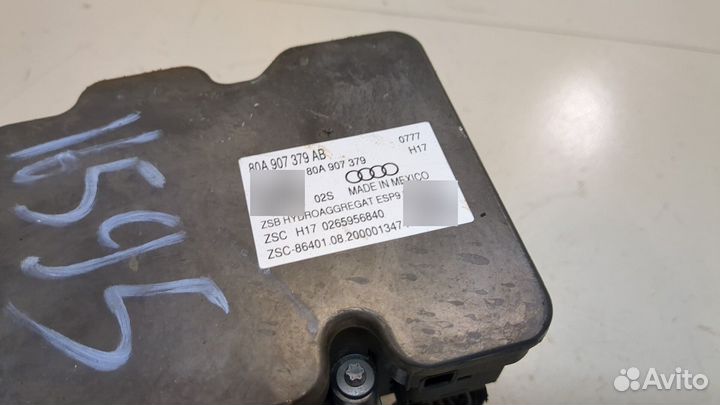 80A 907 379 AB
0777
80A 907 379
H17
02S
MADE IN MEXICO
ZSB HYDROAGGREGAT ESP9
ZSC H17 0265956840
ZSC-86401.08.200001347
11595
Avito